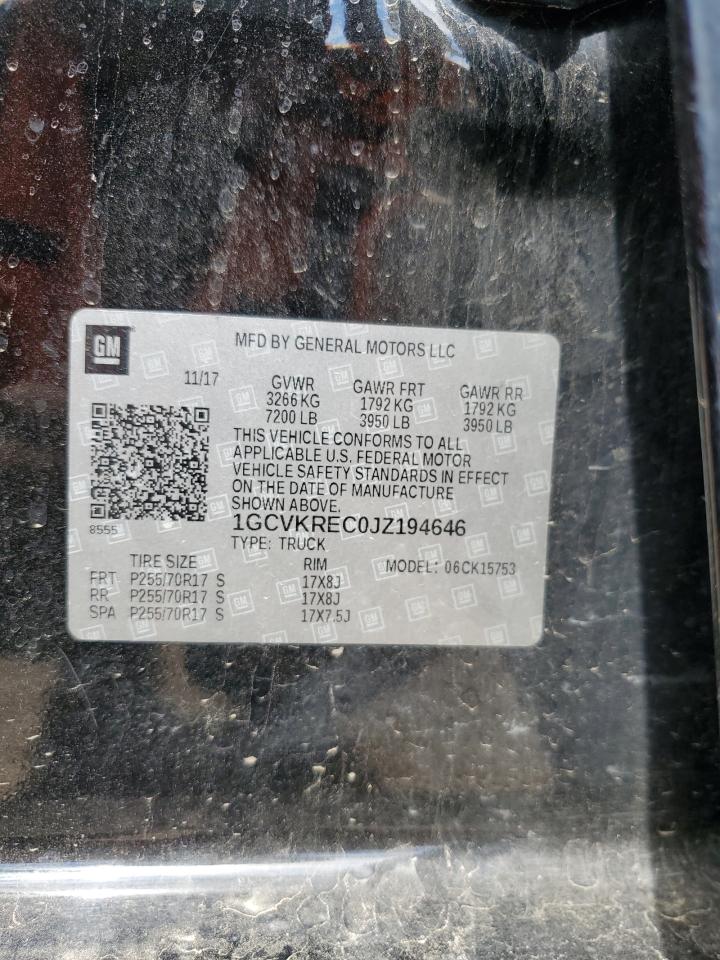 GM
MFD BY GENERAL MOTORS LLC
11/17
GVWR GAWR FRT GAWR RR
3266 KG 1792 KG 1792 KG
7200 LB 3950 LB 3950 LB
THIS VEHICLE CONFORMS TO ALL
APPLICABLE U.S. FEDERAL MOTOR
VEHICLE SAFETY STANDARDS IN EFFECT
ON THE DATE OF MANUFACTURE
SHOWN ABOVE.
8555
1GCVKREC0JZ194646
TYPE: TRUCK
TIRE SIZE RIM MODEL: 06CK15753
FRT P255/70R17 S 17X8J
RR P255/70R17 S 17X8J
SPA P255/70R17 S 17X7.5J